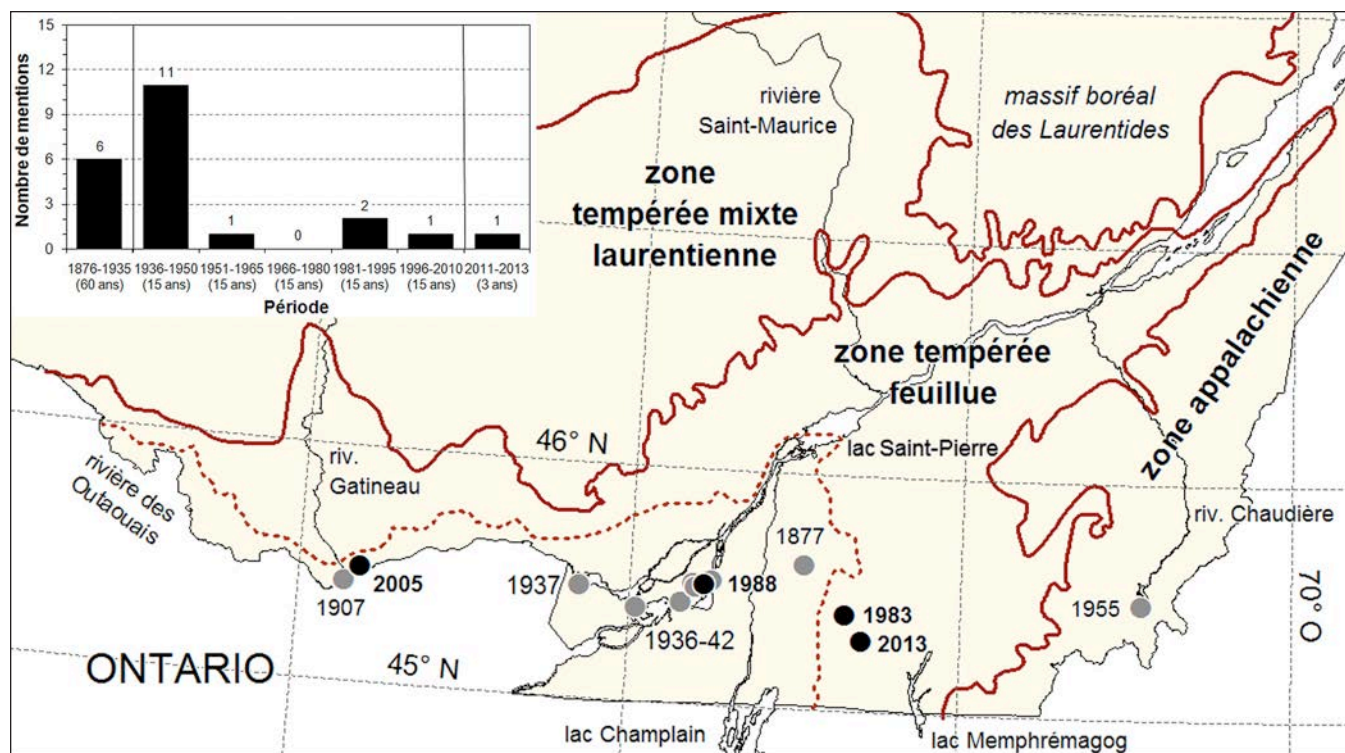 Nombre de mentions
15
12
9
6
3
0
6
11
1
0
2
1
1
1876-1935 1936-1950 1951-1965 1966-1980 1981-1995 1996-2010 2011-2013
(60 ans) (15 ans) (15 ans) (15 ans) (15 ans) (15 ans) (3 ans)
Période
rivière
Saint-Maurice
massif boréal
des Laurentides
zone
tempérée mixte
laurentienne
zone tempérée
feuillue
zone appalachienne
46° N
lac Saint-Pierre
riv.
Gatineau
rivière des
Outaouais
riv. Chaudière
1877
1937
1988
2005
1907
1936-42
1983
2013
1955
70° O
45° N
ONTARIO
lac Champlain
lac Memphrémagog